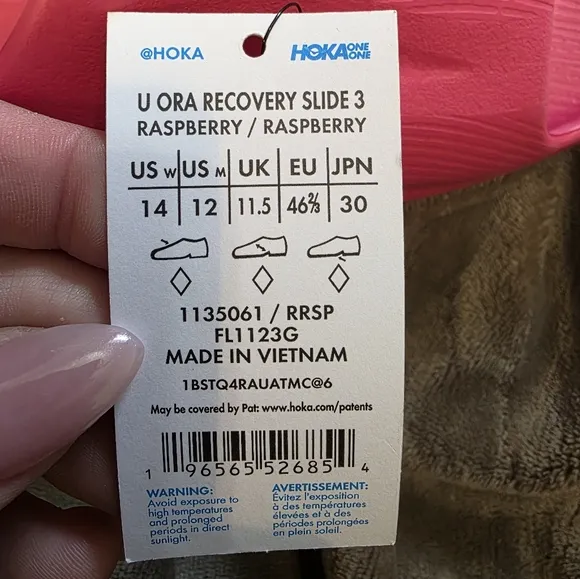 @HOKA HOKA ONE ONE
U ORA RECOVERY SLIDE 3
RASPBERRY / RASPBERRY
US W US M UK EU JPN
14 12 11.5 46⅔ 30
1135061 / RRSP
FL1123G
MADE IN VIETNAM
1BSTQ4RAUATMC@6
May be covered by Pat: www.hoka.com/patents
1 96565 52685 4
WARNING:
Avoid exposure to
high temperatures
and prolonged
periods in direct
sunlight.
AVERTISSEMENT:
Évitez l'exposition
à des températures
élevées et à des
périodes prolongées
en plein soleil.